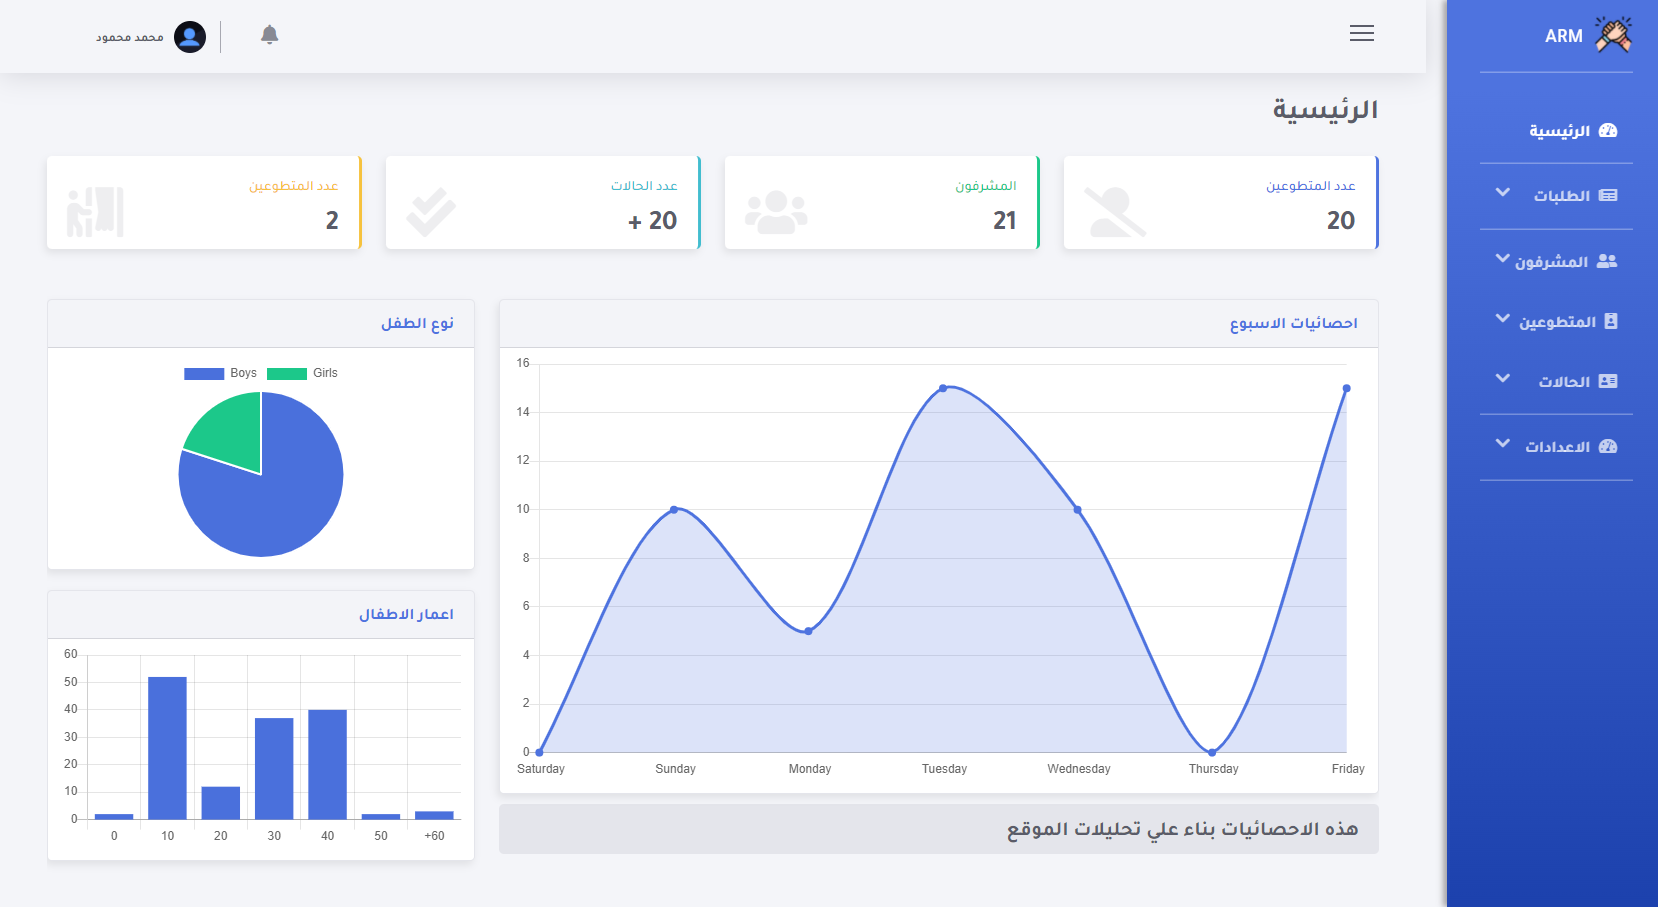 ARM
الرئيسية
الطلبات
المشرفون
المتطوعين
الحالات
الاعدادات
محمد محمود
الرئيسية
عدد المتطوعين
20
المشرفون
21
عدد الحالات
20 +
عدد المتطوعين
2
احصائيات الاسبوع
16
14
12
10
8
6
4
2
0
Saturday Sunday Monday Tuesday Wednesday Thursday Friday
هذه الاحصائيات بناء علي تحليلات الموقع
نوع الطفل
Boys Girls
اعمار الاطفال
60
50
40
30
20
10
0
0 10 20 30 40 50 +60